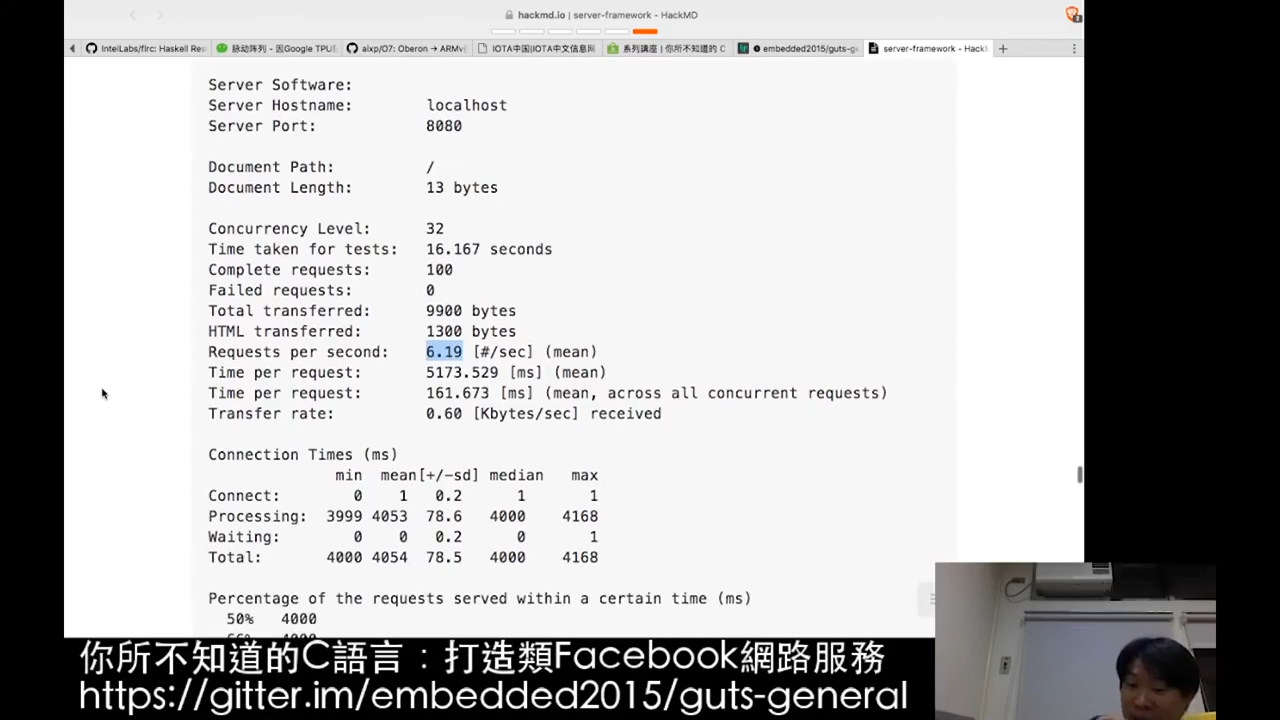 hackmd.io | server-framework - HackMD
IntelLabs/flrc: Haskell Res
脉动阵列 - 因Google TPU
aixp/O7: Oberon → ARMv
IOTA中国|IOTA中文信息网
系列講座 | 你所不知道的 C
embedded2015/guts-g
server-framework - HackM
Server Software:
Server Hostname: localhost
Server Port: 8080
Document Path: /
Document Length: 13 bytes
Concurrency Level: 32
Time taken for tests: 16.167 seconds
Complete requests: 100
Failed requests: 0
Total transferred: 9900 bytes
HTML transferred: 1300 bytes
Requests per second: 6.19 [#/sec] (mean)
Time per request: 5173.529 [ms] (mean)
Time per request: 161.673 [ms] (mean, across all concurrent requests)
Transfer rate: 0.60 [Kbytes/sec] received
Connection Times (ms)
min mean[+/-sd] median max
Connect: 0 1 0.2 1 1
Processing: 3999 4053 78.6 4000 4168
Waiting: 0 0 0.2 0 1
Total: 4000 4054 78.5 4000 4168
Percentage of the requests served within a certain time (ms)
50% 4000
你所不知道的C語言：打造類Facebook網路服務
https://gitter.im/embedded2015/guts-general